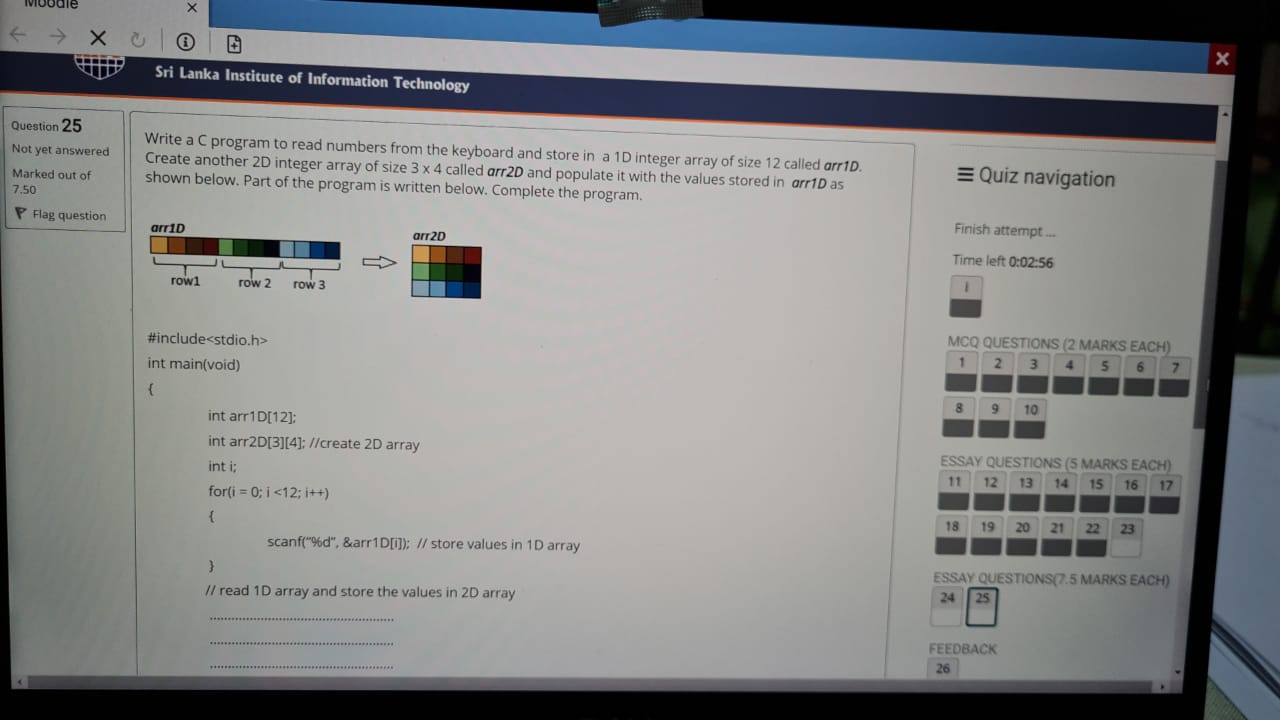 Moodle
Sri Lanka Institute of Information Technology
Question 25
Not yet answered
Marked out of
7.50
Flag question
Write a C program to read numbers from the keyboard and store in a 1D integer array of size 12 called arr1D.
Create another 2D integer array of size 3 x 4 called arr2D and populate it with the values stored in arr1D as
shown below. Part of the program is written below. Complete the program.
arr1D
arr2D
row1 row 2 row 3
#include<stdio.h>
int main(void)
{
int arr1D[12];
int arr2D[3][4]; //create 2D array
int i;
for(i = 0; i <12; i++)
{
scanf("%d", &arr1D[i]); // store values in 1D array
}
// read 1D array and store the values in 2D array
....................................................
....................................................
....................................................
Quiz navigation
Finish attempt ...
Time left 0:02:56
i
MCQ QUESTIONS (2 MARKS EACH)
1 2 3 4 5 6 7
8 9 10
ESSAY QUESTIONS (5 MARKS EACH)
11 12 13 14 15 16 17
18 19 20 21 22 23
ESSAY QUESTIONS(7.5 MARKS EACH)
24 25
FEEDBACK
26